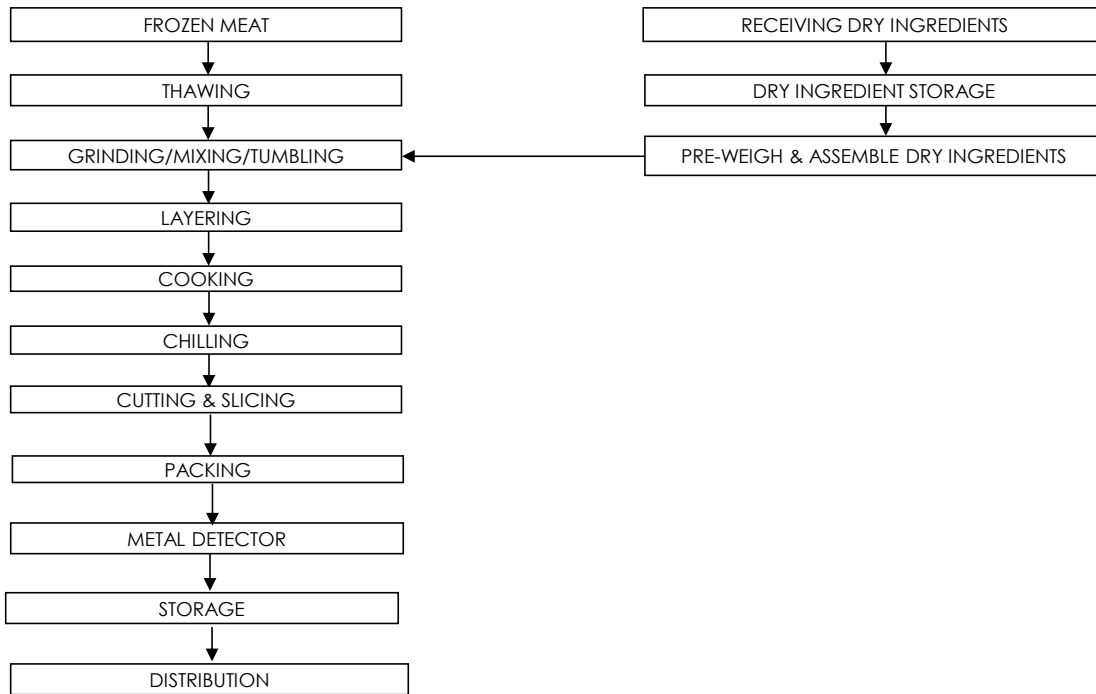 FROZEN MEAT
THAWING
GRINDING/MIXING/TUMBLING
LAYERING
COOKING
CHILLING
CUTTING & SLICING
PACKING
METAL DETECTOR
STORAGE
DISTRIBUTION
RECEIVING DRY INGREDIENTS
DRY INGREDIENT STORAGE
PRE-WEIGH & ASSEMBLE DRY INGREDIENTS